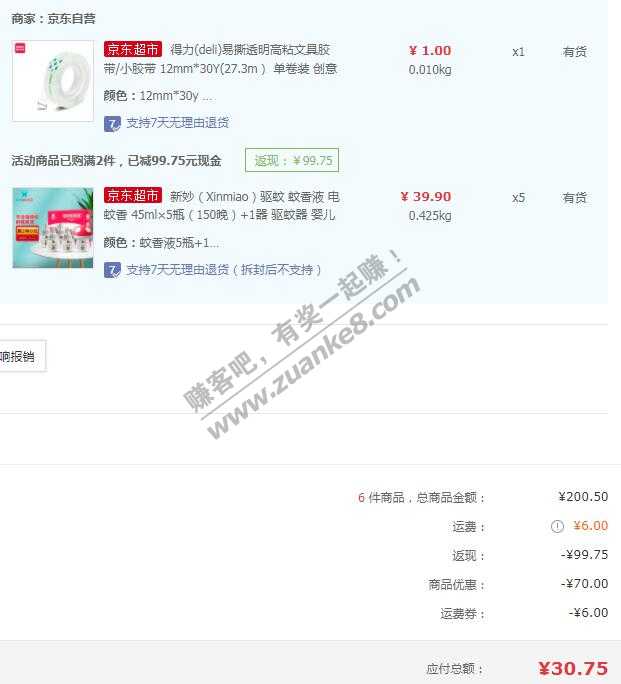 商家：京东自营
京东超市 得力(deli)易撕透明高粘文具胶
带/小胶带 12mm*30Y(27.3m） 单卷装 创意
¥ 1.00
0.010kg
x1
有货
颜色：12mm*30y ...
7 支持7天无理由退货
活动商品已购满2件，已减99.75元现金
返现：￥99.75
京东超市 新妙（Xinmiao）驱蚊 蚊香液 电
蚊香 45ml×5瓶（150晚）+1器 驱蚊器 婴儿
¥ 39.90
0.425kg
x5
有货
颜色：蚊香液5瓶+1...
7 支持7天无理由退货（拆封后不支持）
赚客吧，有奖一起赚！
www.zuanke8.com
响报销
6 件商品，总商品金额：
¥200.50
运费：
¥6.00
返现：
-¥99.75
商品优惠：
-¥70.00
运费券：
-¥6.00
应付总额：
¥30.75